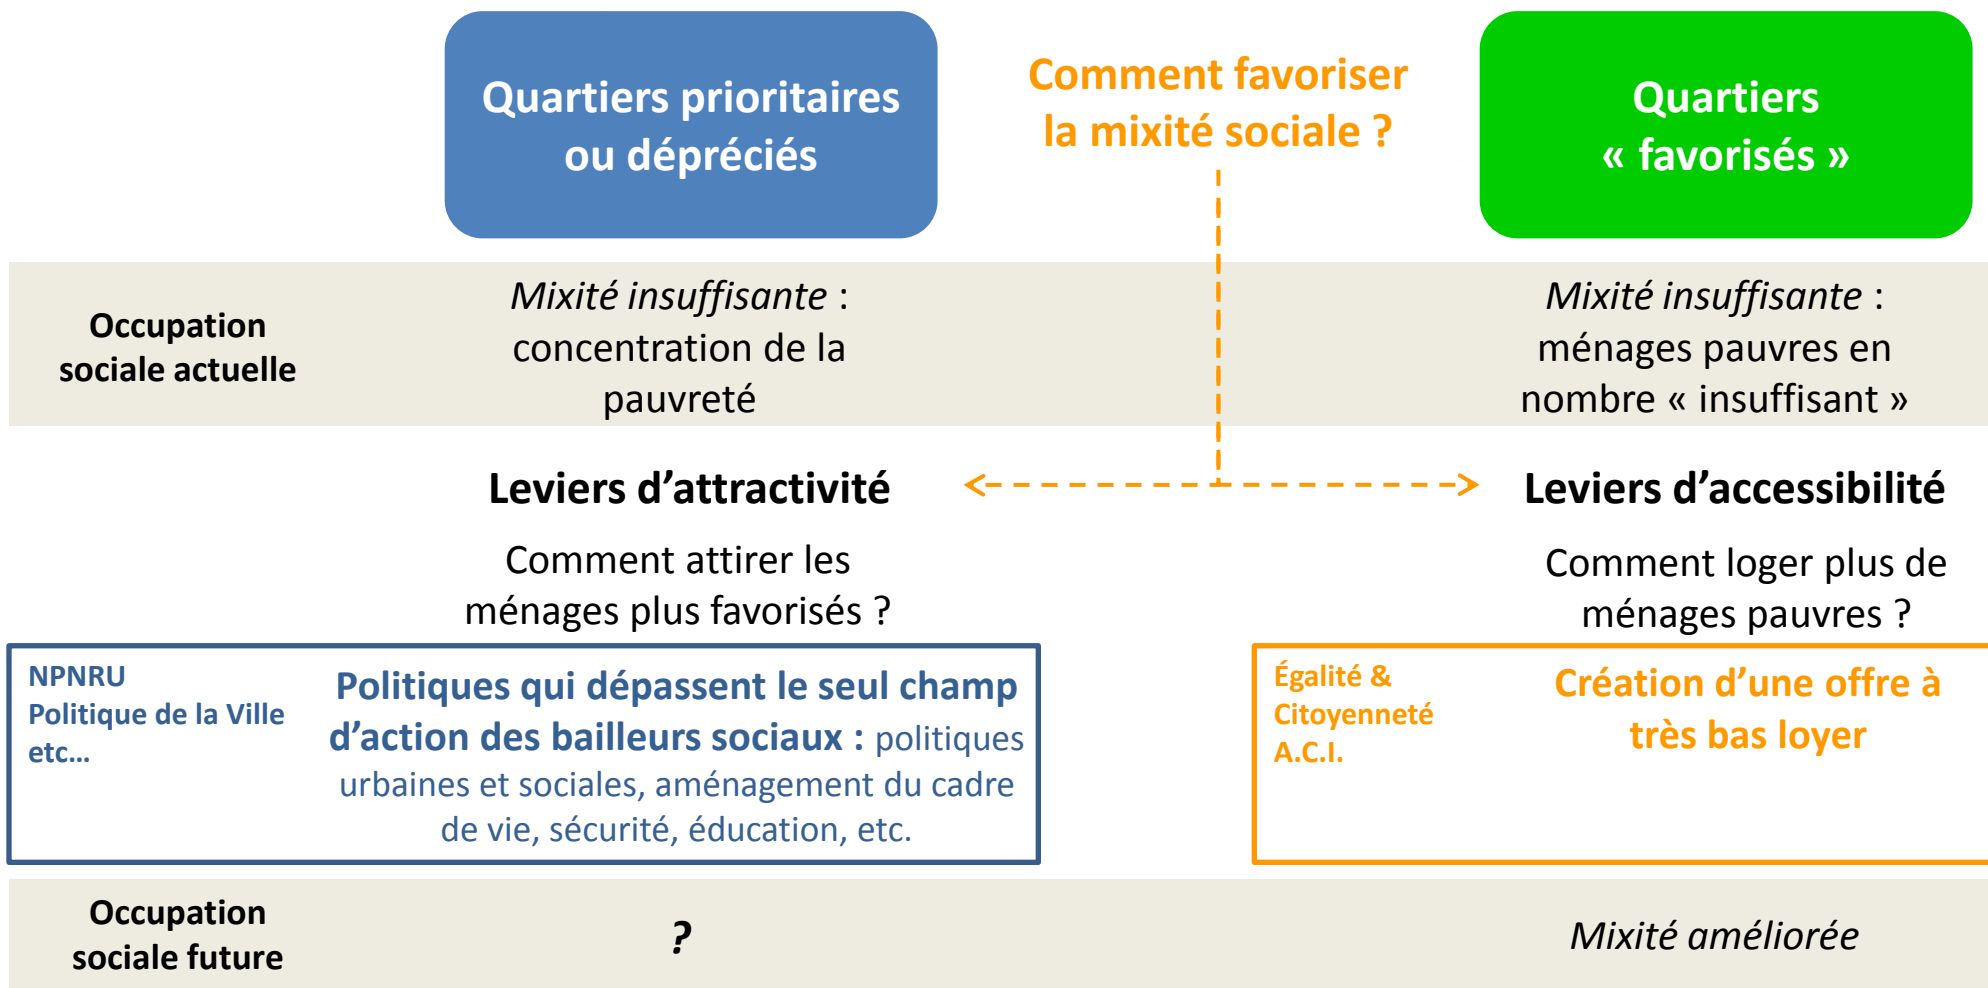 Quartiers prioritaires
ou dépréciés
Comment favoriser
la mixité sociale ?
Quartiers
« favorisés »
Occupation
sociale actuelle
Mixité insuffisante :
concentration de la
pauvreté
Mixité insuffisante :
ménages pauvres en
nombre « insuffisant »
Leviers d’attractivité
Leviers d’accessibilité
Comment attirer les
ménages plus favorisés ?
Comment loger plus de
ménages pauvres ?
NPNRU
Politique de la Ville
etc…
Politiques qui dépassent le seul champ
d’action des bailleurs sociaux : politiques
urbaines et sociales, aménagement du cadre
de vie, sécurité, éducation, etc.
Égalité &
Citoyenneté
A.C.I.
Création d’une offre à
très bas loyer
Occupation
sociale future
?
Mixité améliorée